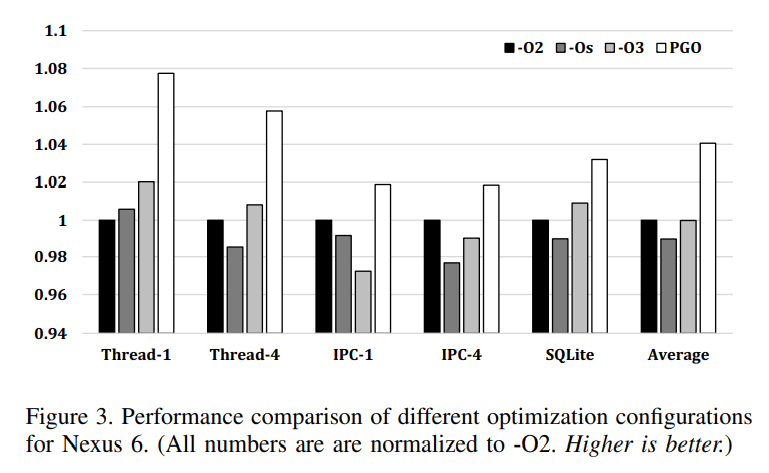 1.1
-O2 -Os -O3 PGO
1.08
1.06
1.04
1.02
1
0.98
0.96
0.94
Thread-1 Thread-4 IPC-1 IPC-4 SQLite Average
Figure 3. Performance comparison of different optimization configurations
for Nexus 6. (All numbers are are normalized to -O2. Higher is better.)